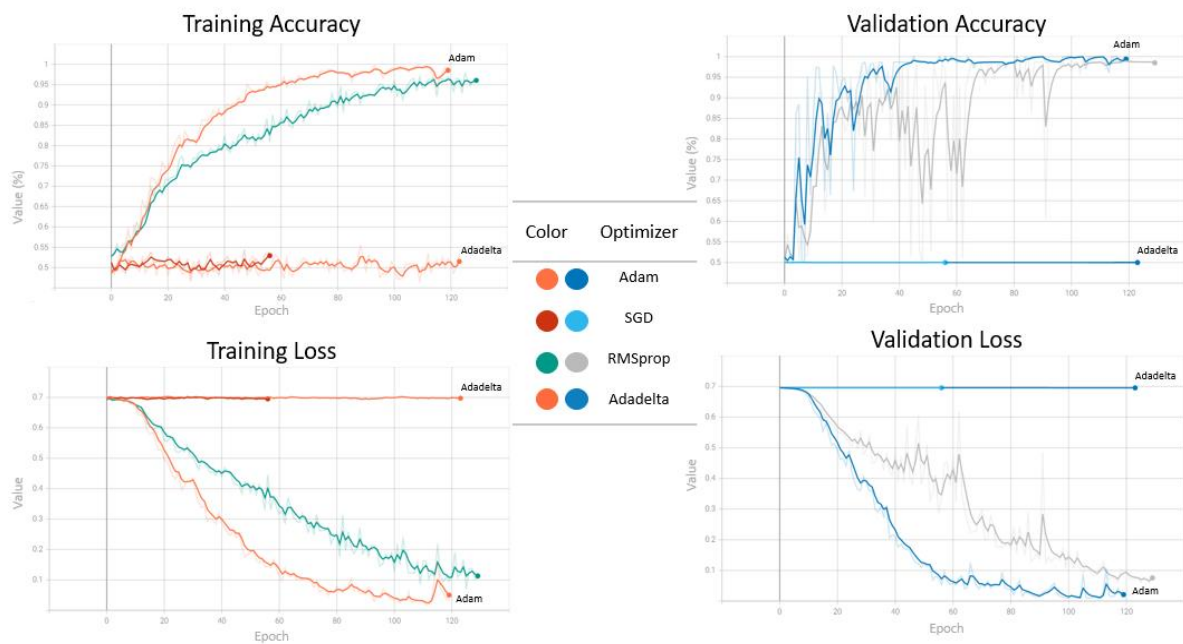 Training Accuracy
Adam
1
0.95
0.9
0.85
0.8
0.75
0.7
0.65
0.6
0.55
0.5
Value (%)
Adadelta
0 20 40 60 80 100 120
Epoch
Validation Accuracy
Adam
1
0.95
0.9
0.85
0.8
0.75
0.7
0.65
0.6
0.55
0.5
Value (%)
Adadelta
0 20 40 60 80 100 120
Epoch
Color Optimizer
Adam
SGD
RMSprop
Adadelta
Training Loss
Adadelta
0.7
0.6
0.5
0.4
0.3
0.2
0.1
Value
Adam
0 20 40 60 80 100 120
Epoch
Validation Loss
Adadelta
0.7
0.6
0.5
0.4
0.3
0.2
0.1
Value
Adam
0 20 40 60 80 100 120
Epoch